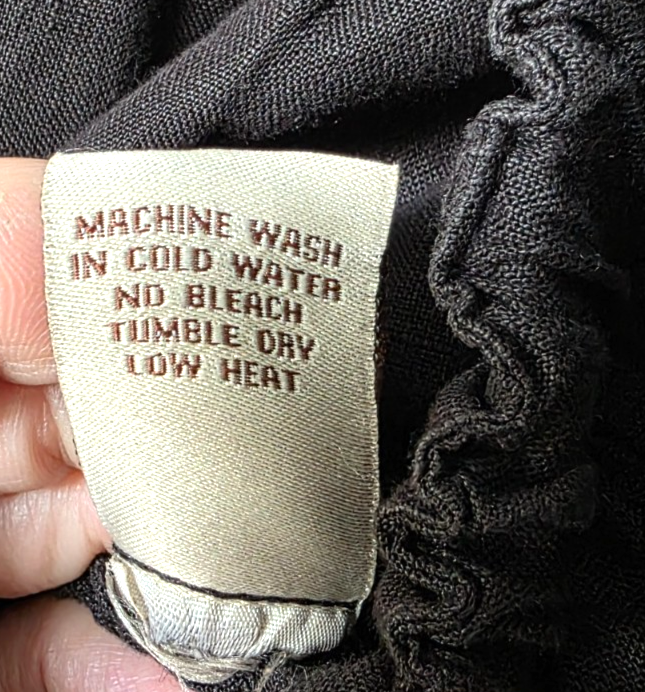 MACHINE WASH
IN COLD WATER
NO BLEACH
TUMBLE DRY
LOW HEAT